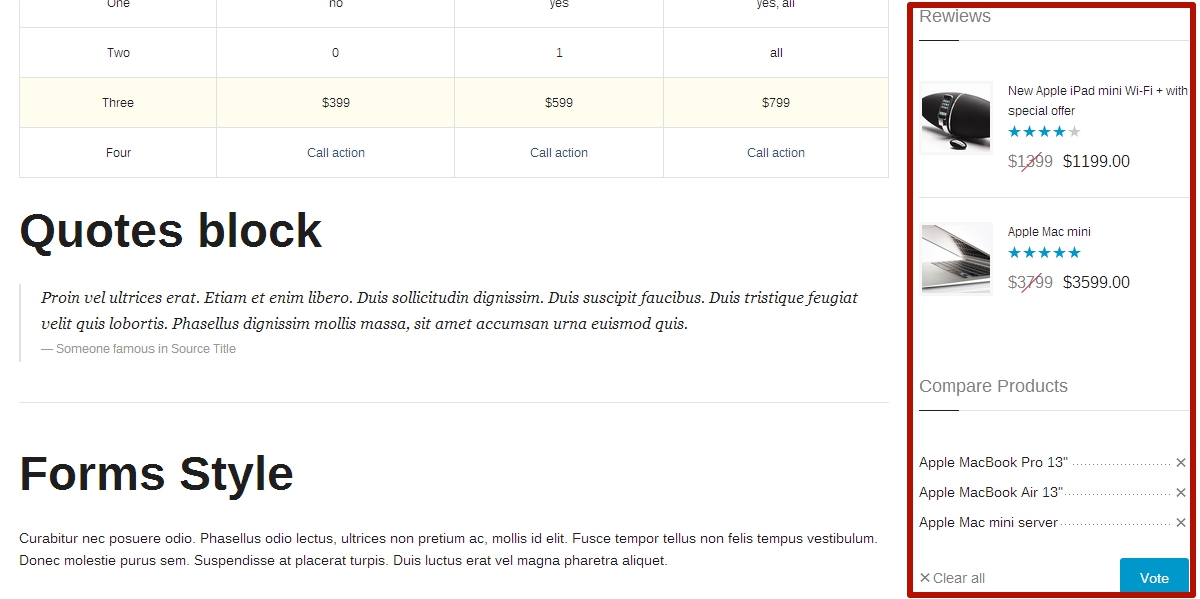 One no yes yes, all
Two 0 1 all
Three $399 $599 $799
Four Call action Call action Call action
Quotes block
Proin vel ultrices erat. Etiam et enim libero. Duis sollicitudin dignissim. Duis suscipit faucibus. Duis tristique feugiat
velit quis lobortis. Phasellus dignissim mollis massa, sit amet accumsan urna euismod quis.
— Someone famous in Source Title
Forms Style
Curabitur nec posuere odio. Phasellus odio lectus, ultrices non pretium ac, mollis id elit. Fusce tempor tellus non felis tempus vestibulum.
Donec molestie purus sem. Suspendisse at placerat turpis. Duis luctus erat vel magna pharetra aliquet.
Rewiews
New Apple iPad mini Wi-Fi + with
special offer
$1399 $1199.00
Apple Mac mini
$3799 $3599.00
Compare Products
Apple MacBook Pro 13"
Apple MacBook Air 13"
Apple Mac mini server
Clear all
Vote